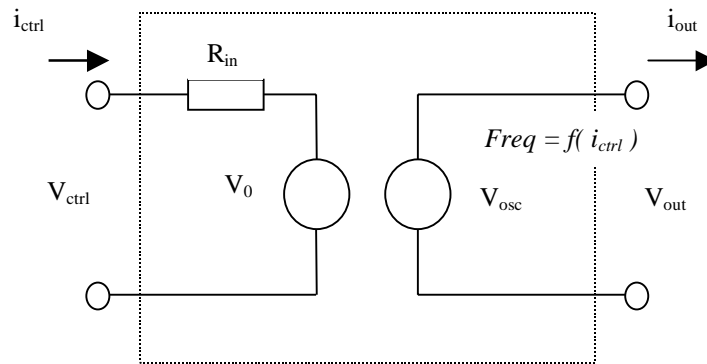 i_ctrl
i_out
R_in
Freq = f( i_ctrl )
V_ctrl
V_0
V_osc
V_out